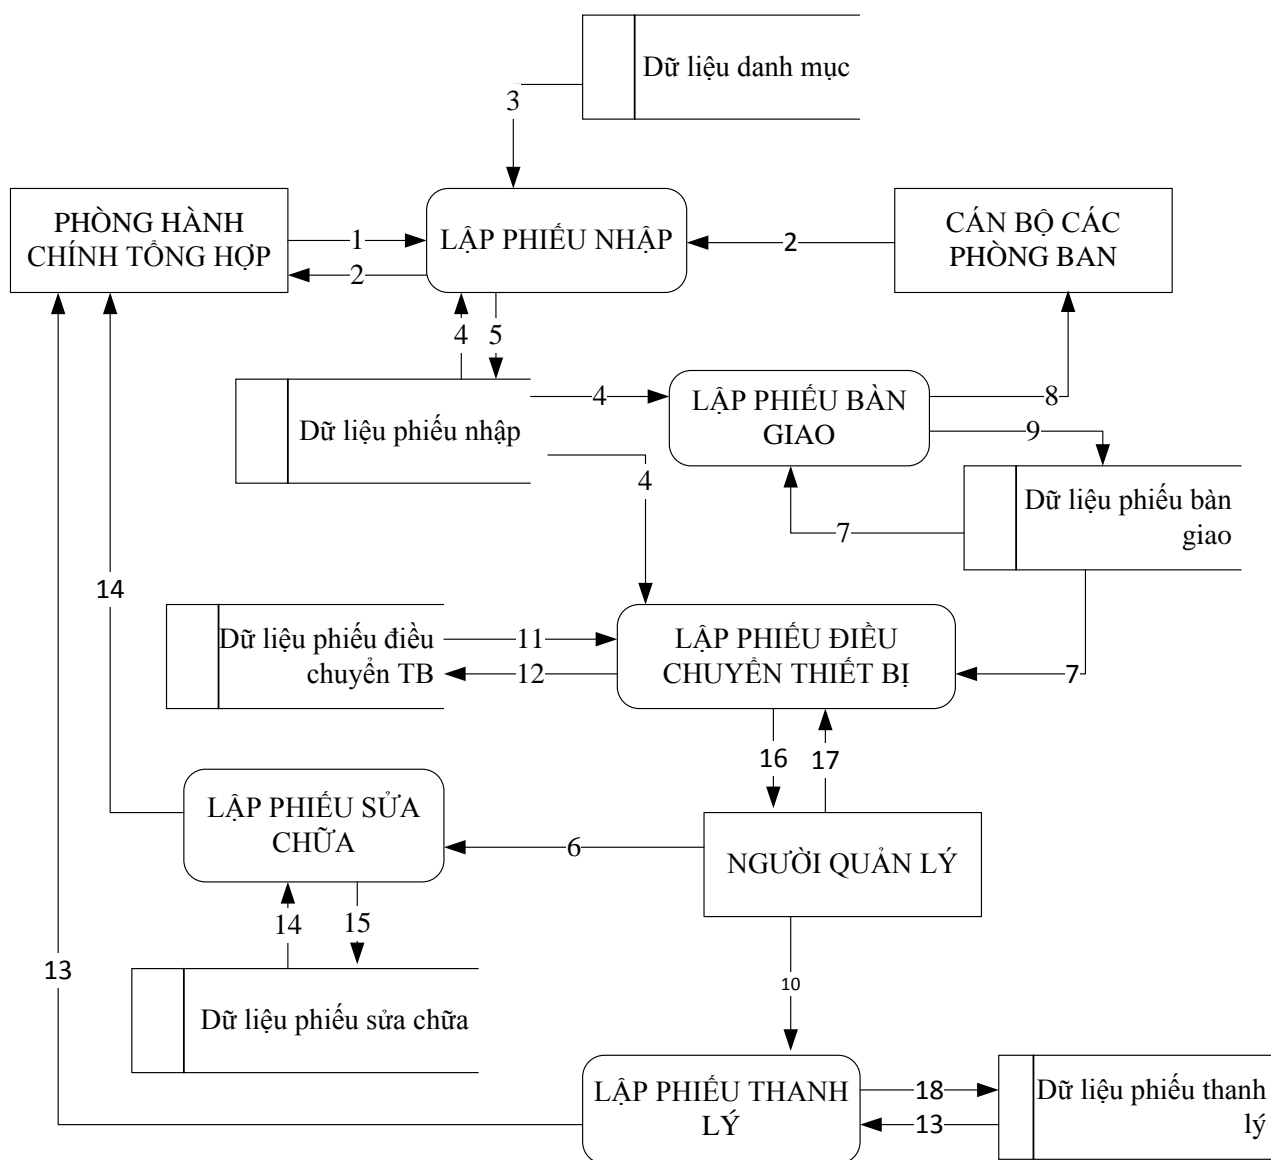 Dữ liệu danh mục
3
PHÒNG HÀNH
CHÍNH TỔNG HỢP
1
2
LẬP PHIẾU NHẬP
2
CÁN BỘ CÁC
PHÒNG BAN
4
5
Dữ liệu phiếu nhập
4
LẬP PHIẾU BÀN
GIAO
8
9
4
7
Dữ liệu phiếu bàn
giao
14
Dữ liệu phiếu điều
chuyển TB
11
12
LẬP PHIẾU ĐIỀU
CHUYỂN THIẾT BỊ
7
16
17
LẬP PHIẾU SỬA
CHỮA
6
NGƯỜI QUẢN LÝ
14
15
13
10
Dữ liệu phiếu sửa chữa
LẬP PHIẾU THANH
LÝ
18
13
Dữ liệu phiếu thanh
lý